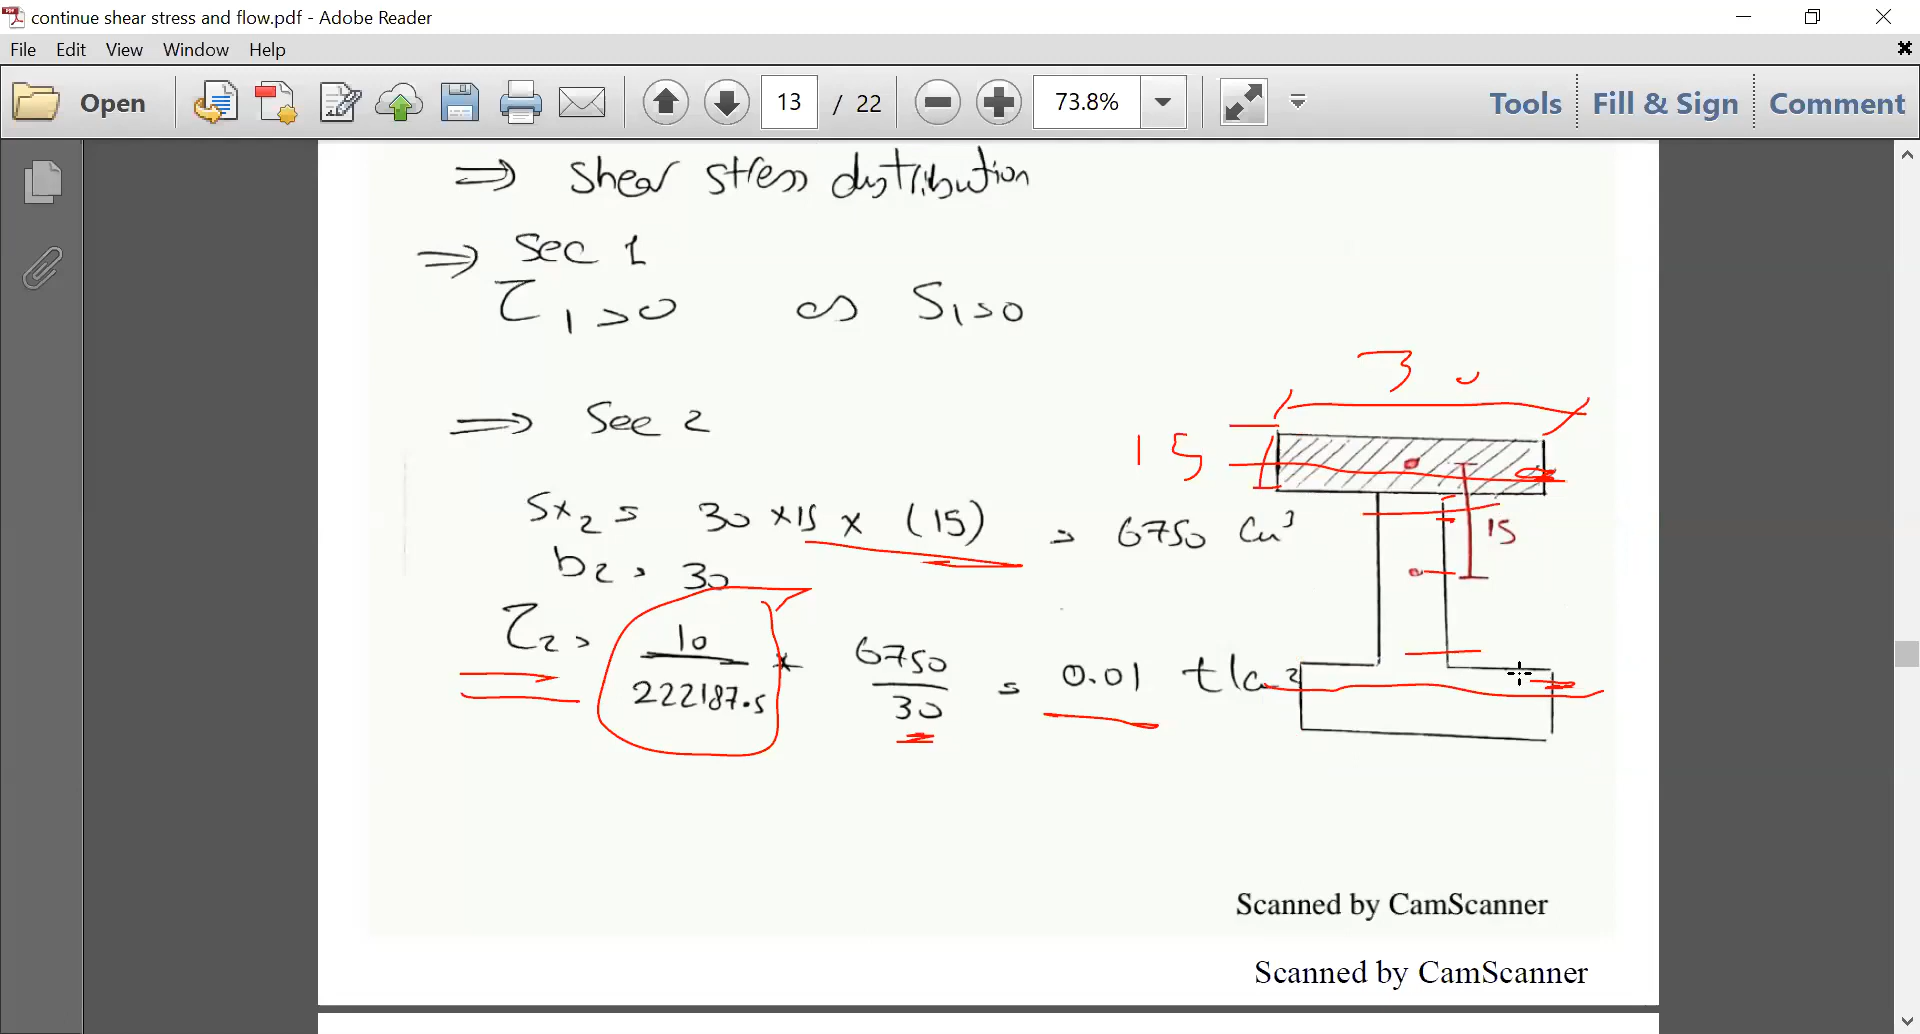 continue shear stress and flow.pdf - Adobe Reader
File Edit View Window Help
Open 13 / 22 73.8% Tools Fill & Sign Comment
⇒ shear stress distribution
⇒ Sec 1
τ1 = 0 as S1 = 0
30
⇒ Sec 2
15
Sx2 = 30 × 15 × (15) = 6750 cm³
15
b2 = 30
τ2 = 10/222187.5 * 6750/30 = 0.01 t/cm²
Scanned by CamScanner
Scanned by CamScanner